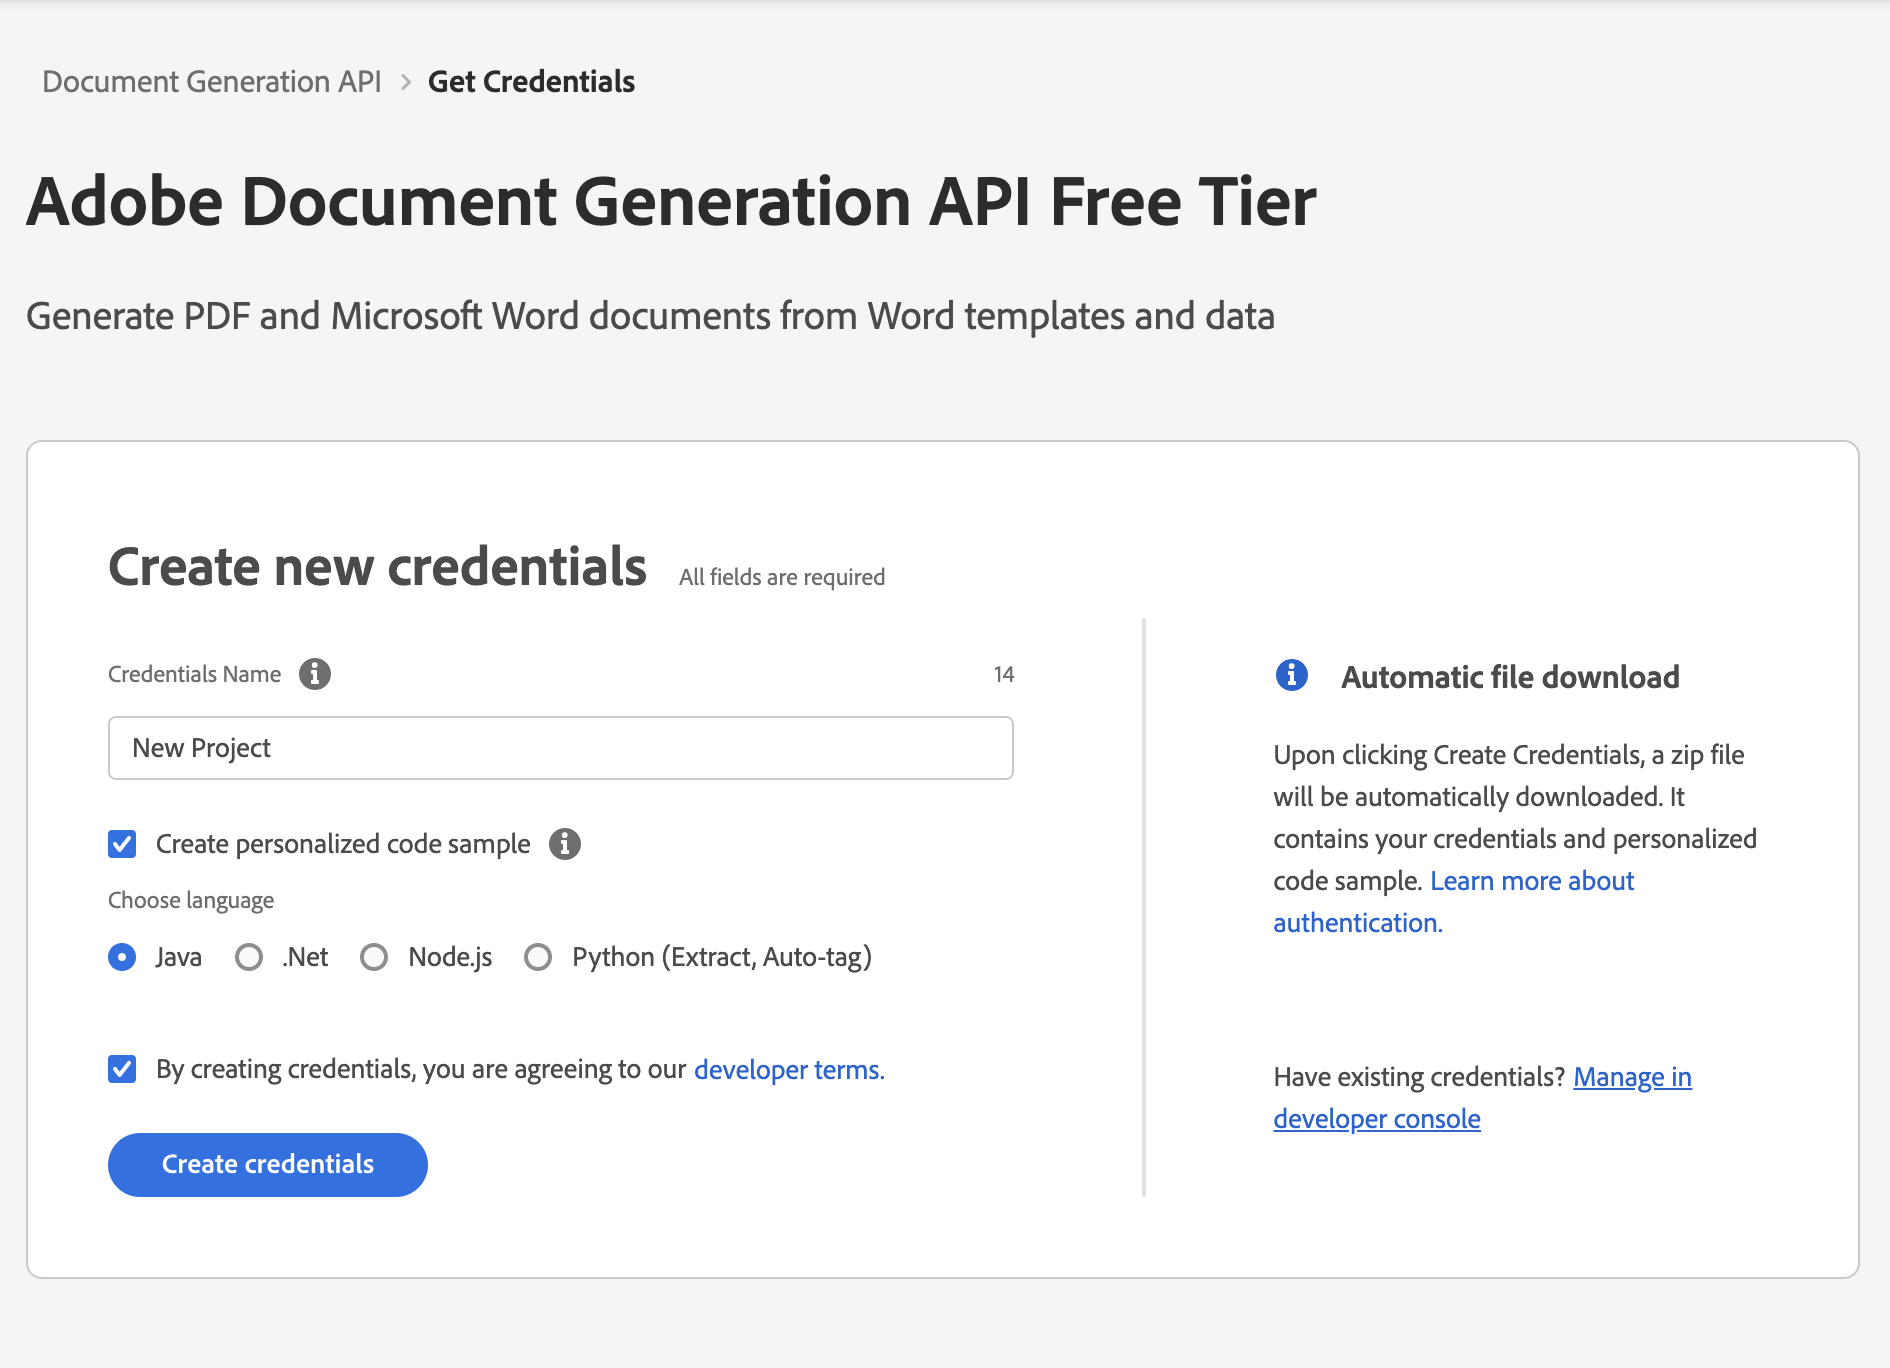 Document Generation API > Get Credentials
Adobe Document Generation API Free Tier
Generate PDF and Microsoft Word documents from Word templates and data
Create new credentials All fields are required
Credentials Name 14
New Project
Create personalized code sample
Choose language
Java .Net Node.js Python (Extract, Auto-tag)
By creating credentials, you are agreeing to our developer terms.
Create credentials
Automatic file download
Upon clicking Create Credentials, a zip file
will be automatically downloaded. It
contains your credentials and personalized
code sample. Learn more about
authentication.
Have existing credentials? Manage in
developer console